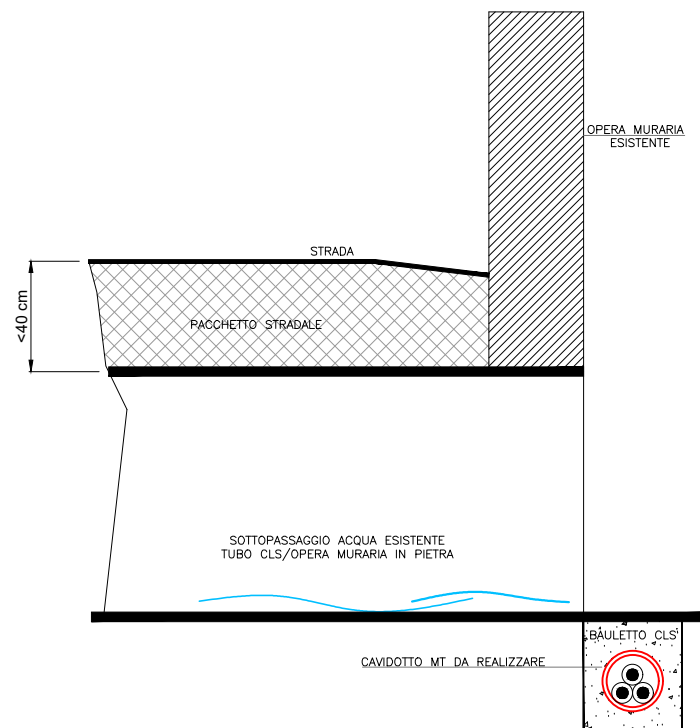 OPERA MURARIA
ESISTENTE
STRADA
<40 cm
PACCHETTO STRADALE
SOTTOPASSAGGIO ACQUA ESISTENTE
TUBO CLS/OPERA MURARIA IN PIETRA
BAULETTO CLS
CAVIDOTTO MT DA REALIZZARE